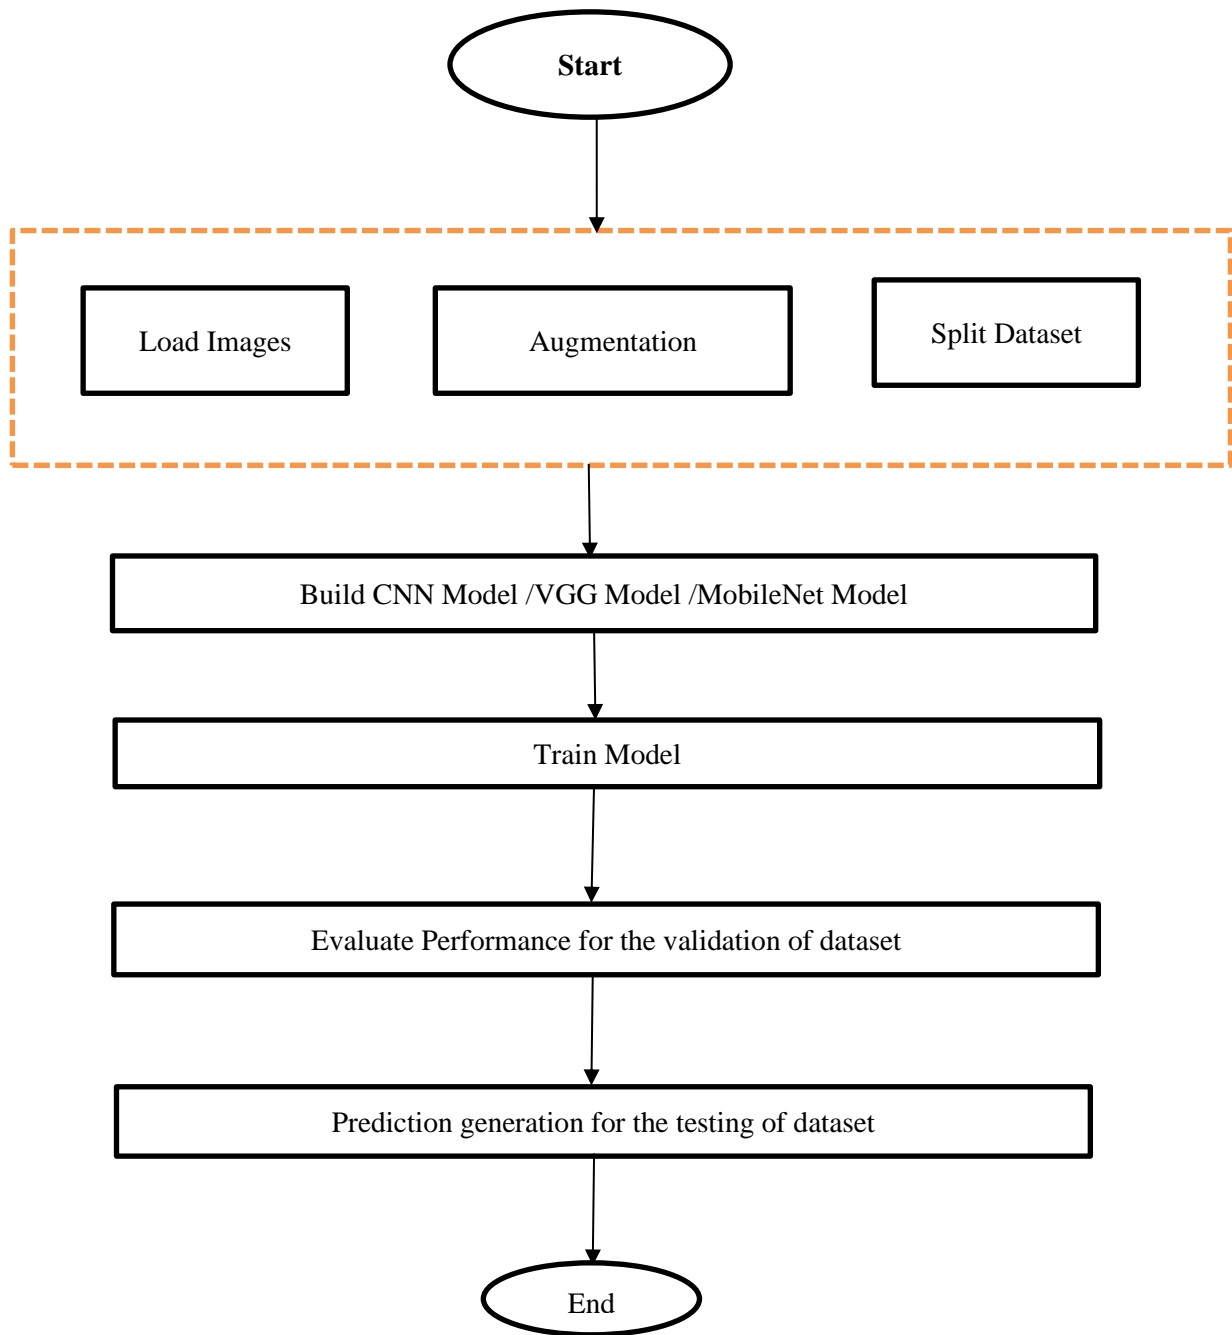 Start
Load Images
Augmentation
Split Dataset
Build CNN Model /VGG Model /MobileNet Model
Train Model
Evaluate Performance for the validation of dataset
Prediction generation for the testing of dataset
End